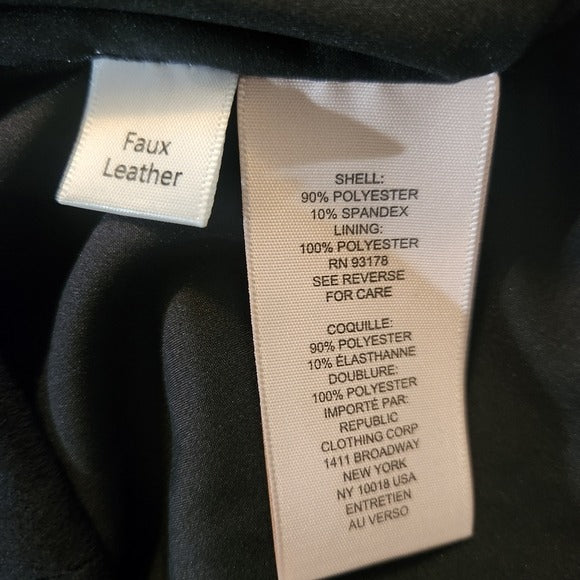 Faux
Leather
SHELL:
90% POLYESTER
10% SPANDEX
LINING:
100% POLYESTER
RN 93178
SEE REVERSE
FOR CARE
COQUILLE:
90% POLYESTER
10% ÉLASTHANNE
DOUBLURE:
100% POLYESTER
IMPORTÉ PAR:
REPUBLIC
CLOTHING CORP
1411 BROADWAY
NEW YORK
NY 10018 USA
ENTRETIEN
AU VERSO